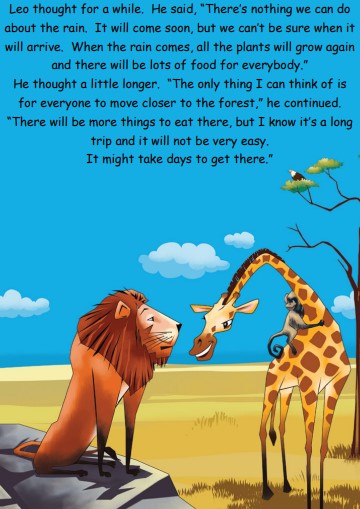 Leo thought for a while. He said, “There’s nothing we can do
about the rain. It will come soon, but we can’t be sure when it
will arrive. When the rain comes, all the plants will grow again
and there will be lots of food for everybody.”
He thought a little longer. “The only thing I can think of is
for everyone to move closer to the forest,” he continued.
“There will be more things to eat there, but I know it’s a long
trip and it will not be very easy.
It might take days to get there.”